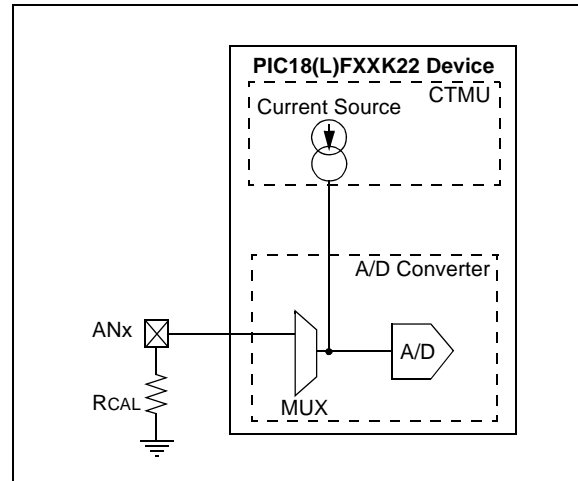 PIC18(L)FXXK22 Device
CTMU
Current Source
A/D Converter
ANx
A/D
RCAL
MUX